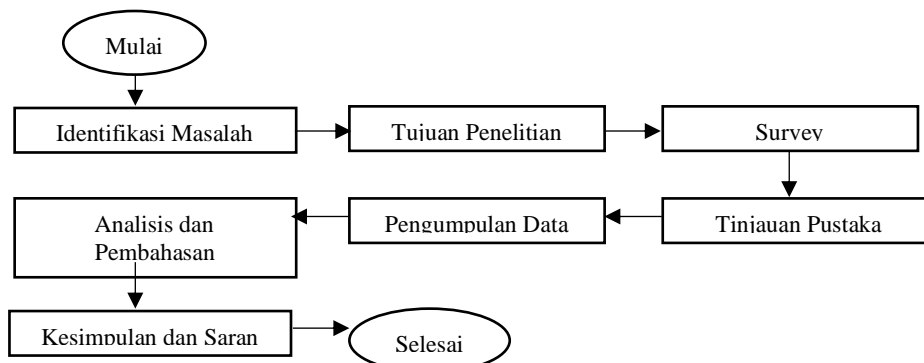 Mulai
Identifikasi Masalah
Tujuan Penelitian
Survey
Tinjauan Pustaka
Pengumpulan Data
Analisis dan
Pembahasan
Kesimpulan dan Saran
Selesai